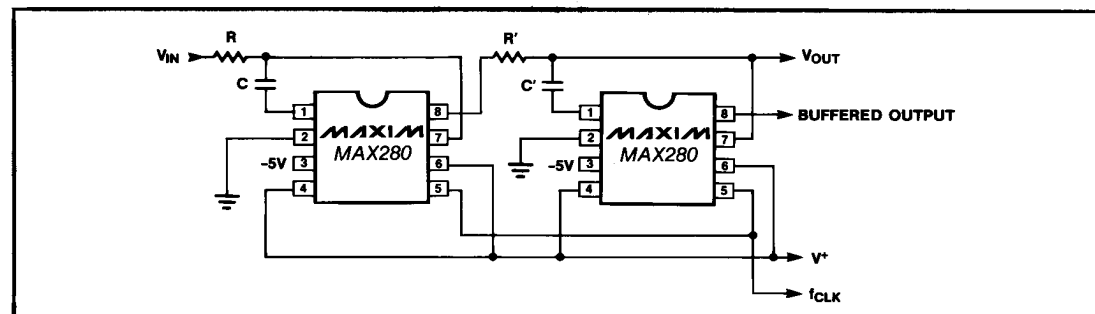 R
R'
V_IN
V_OUT
C
C'
1
8
1
8
BUFFERED OUTPUT
MAXIM
MAXIM
2
MAX280
7
2
MAX280
7
-5V
3
6
-5V
3
6
4
5
4
5
V+
f_CLK